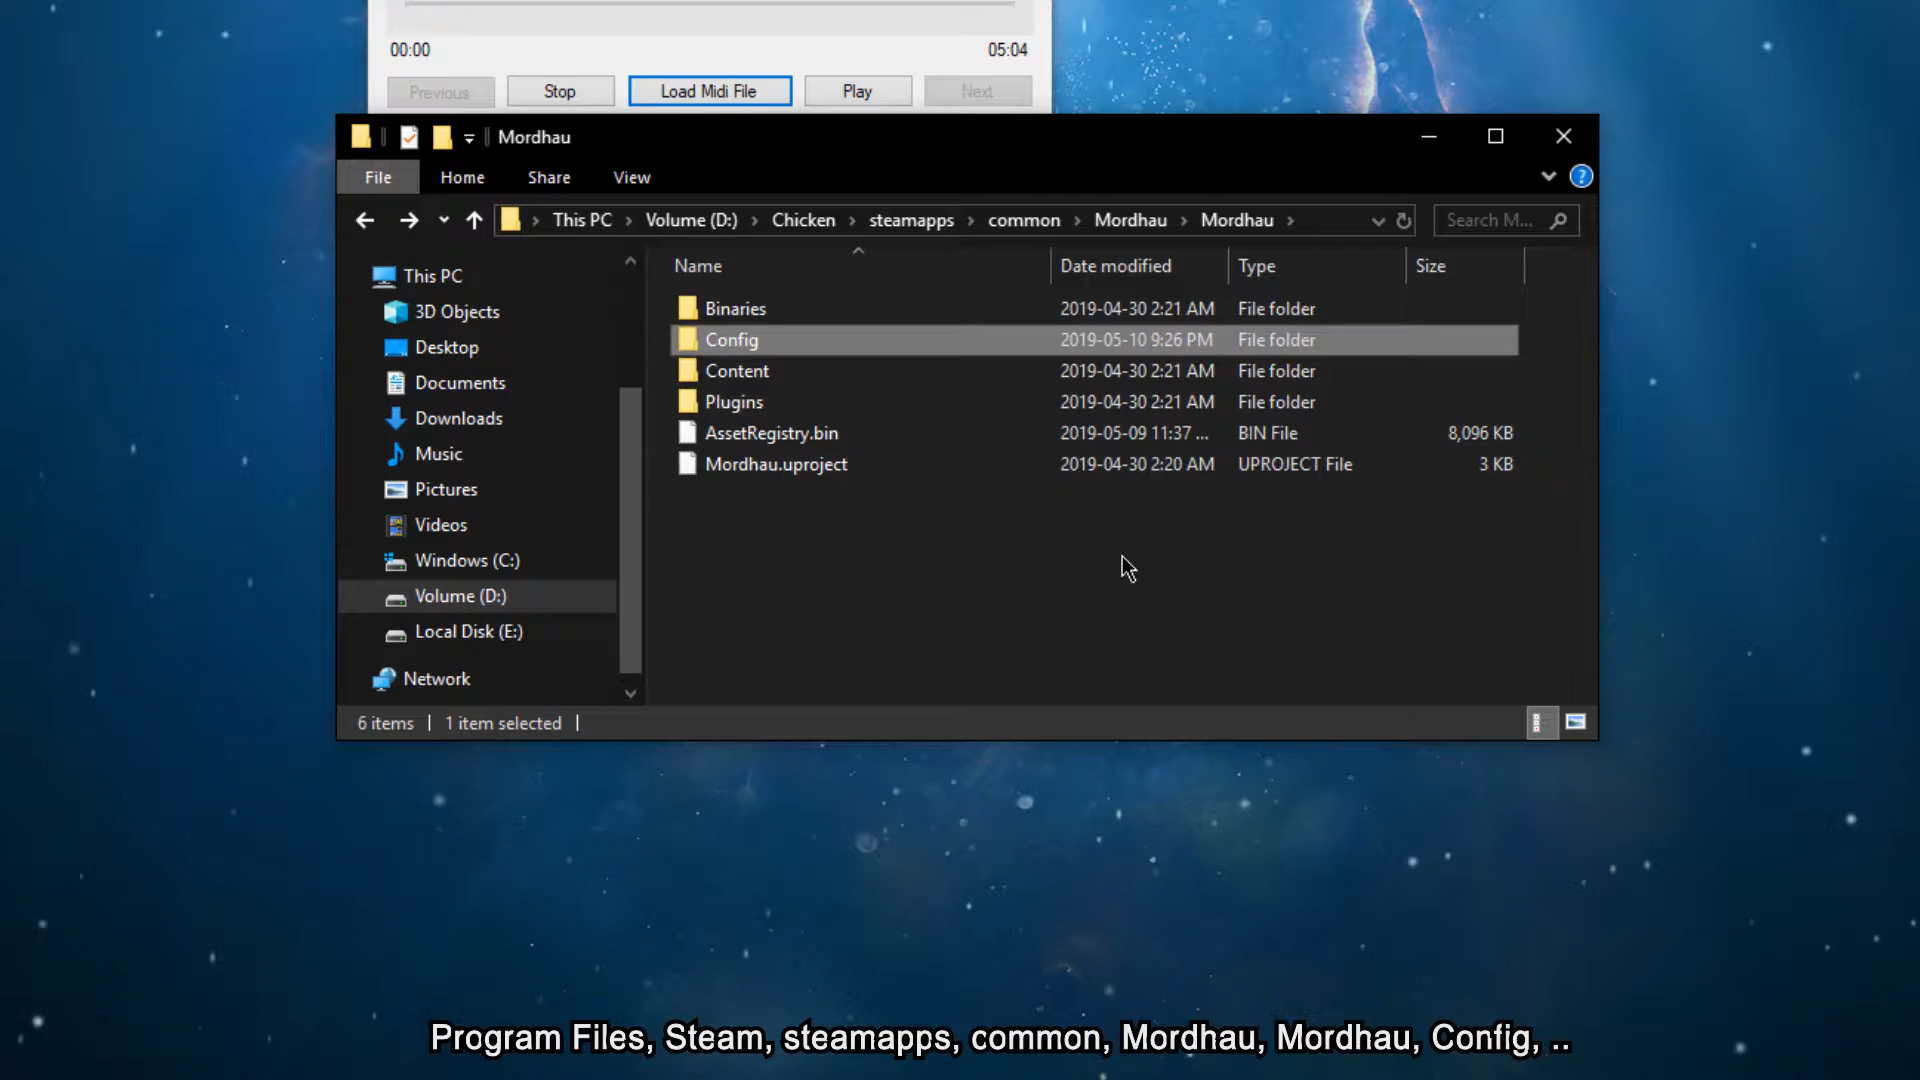 00:00 05:04
Previous Stop Load Midi File Play Next
Mordhau
File Home Share View
This PC Volume (D:) Chicken steamapps common Mordhau Mordhau Search M...
Name Date modified Type Size
This PC
3D Objects
Desktop
Documents
Downloads
Music
Pictures
Videos
Windows (C:)
Volume (D:)
Local Disk (E:)
Network
Binaries 2019-04-30 2:21 AM File folder
Config 2019-05-10 9:26 PM File folder
Content 2019-04-30 2:21 AM File folder
Plugins 2019-04-30 2:21 AM File folder
AssetRegistry.bin 2019-05-09 11:37 ... BIN File 8,096 KB
Mordhau.uproject 2019-04-30 2:20 AM UPROJECT File 3 KB
6 items 1 item selected
Program Files, Steam, steamapps, common, Mordhau, Mordhau, Config, ..